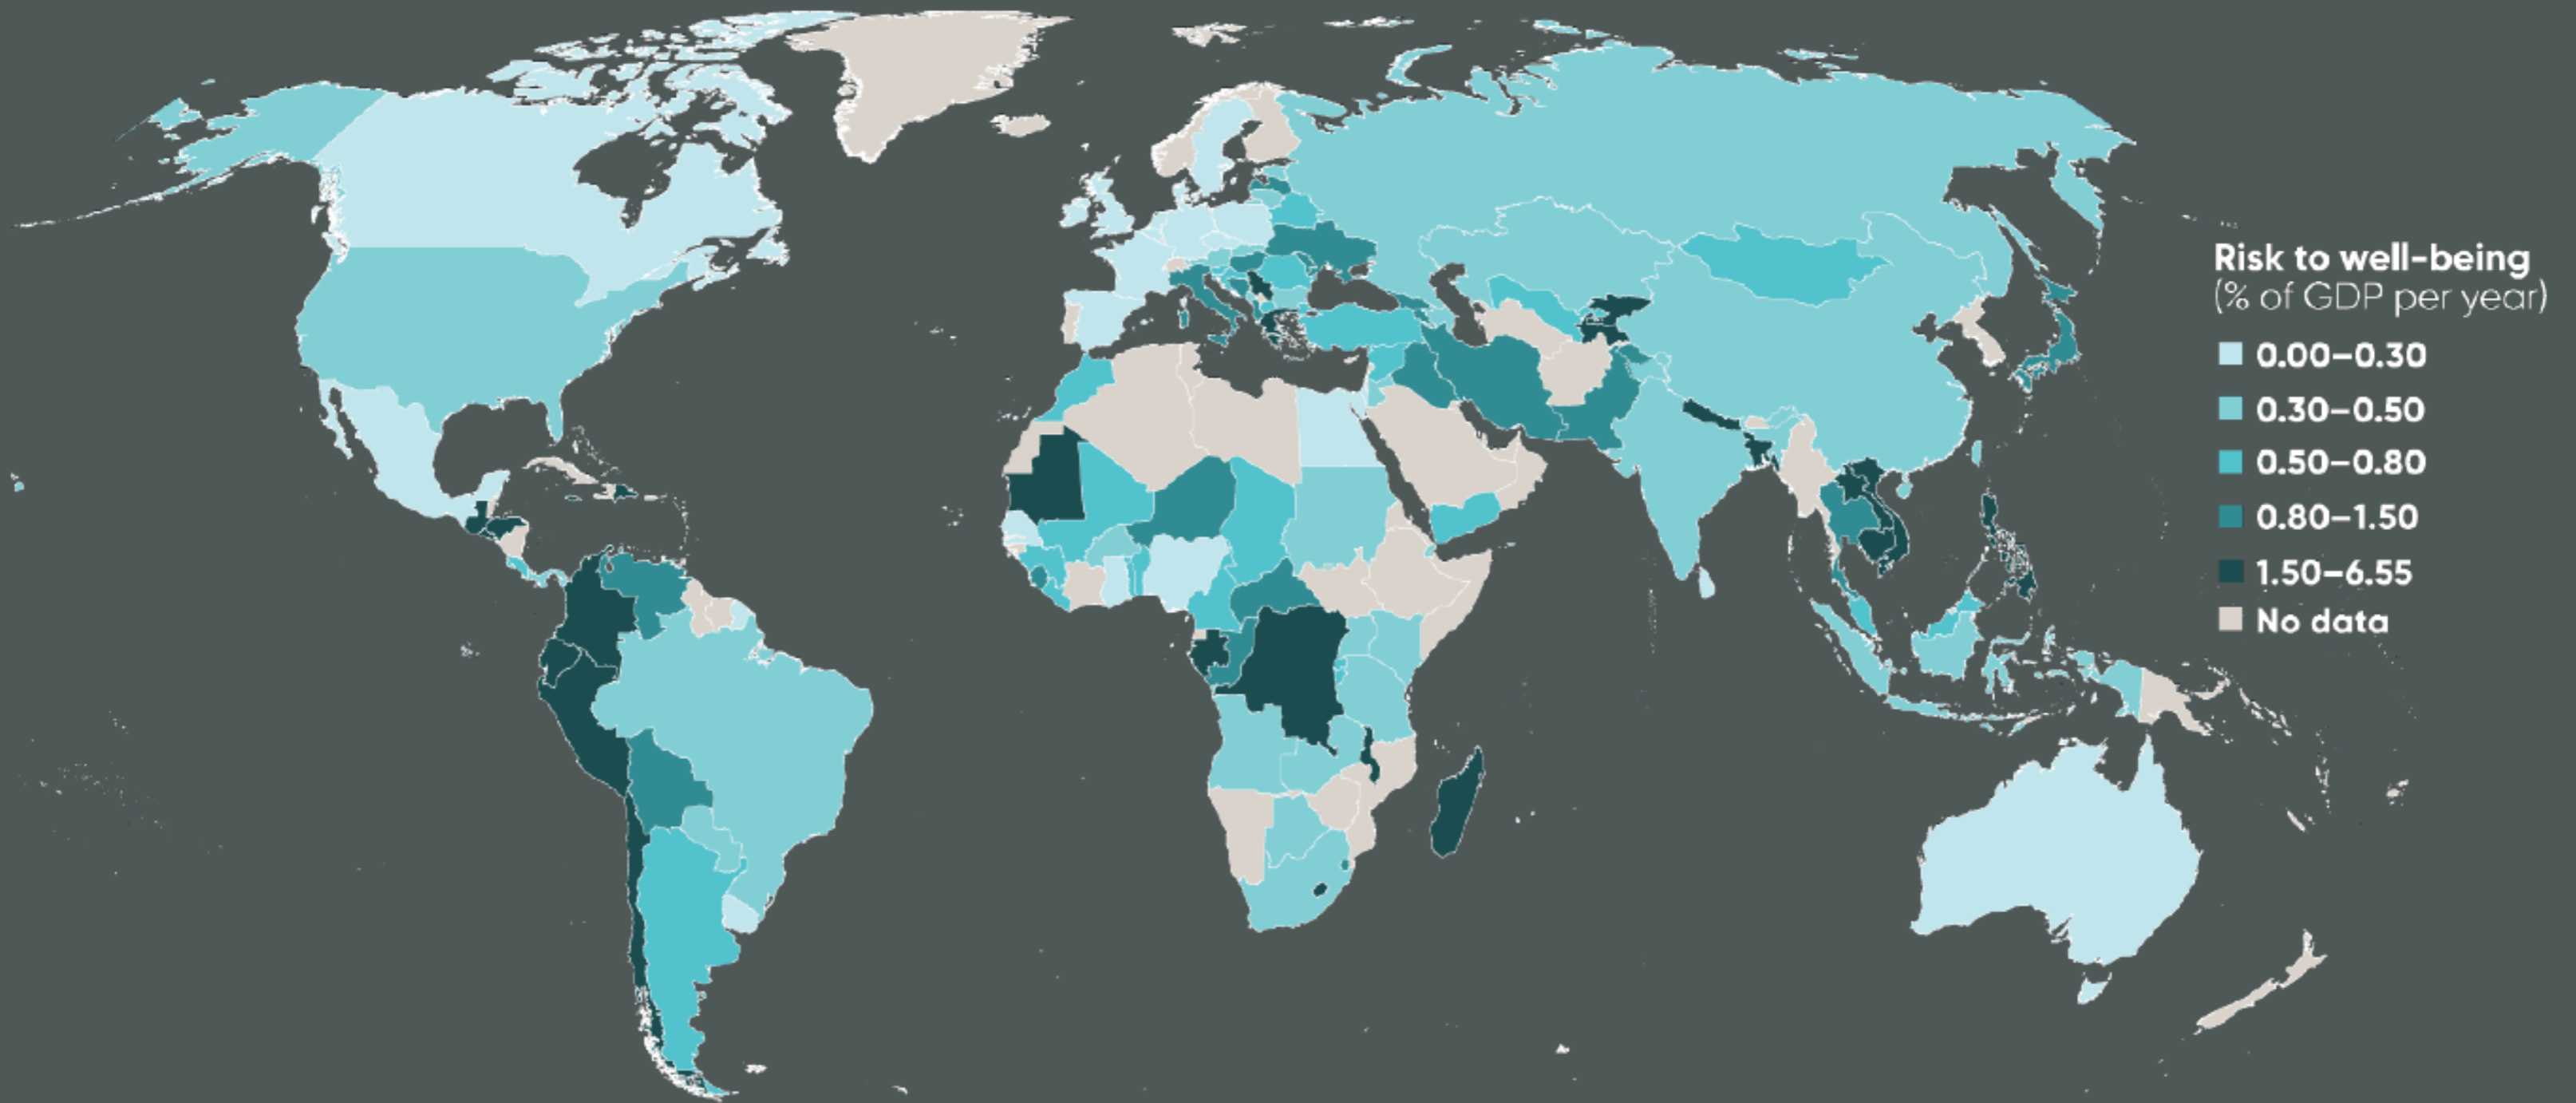 Risk to well-being
(% of GDP per year)
0.00–0.30
0.30–0.50
0.50–0.80
0.80–1.50
1.50–6.55
No data